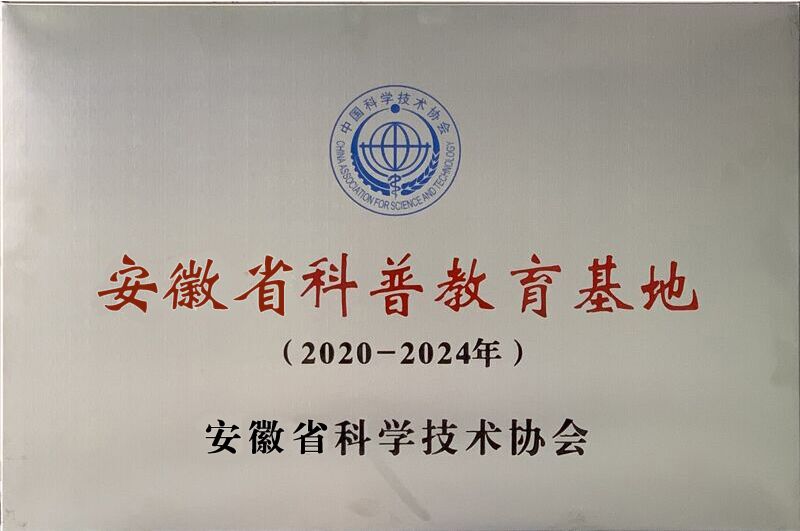 中国科学技术协会
CHINA ASSOCIATION FOR SCIENCE AND TECHNOLOGY
安徽省科普教育基地
（2020-2024年）
安徽省科学技术协会